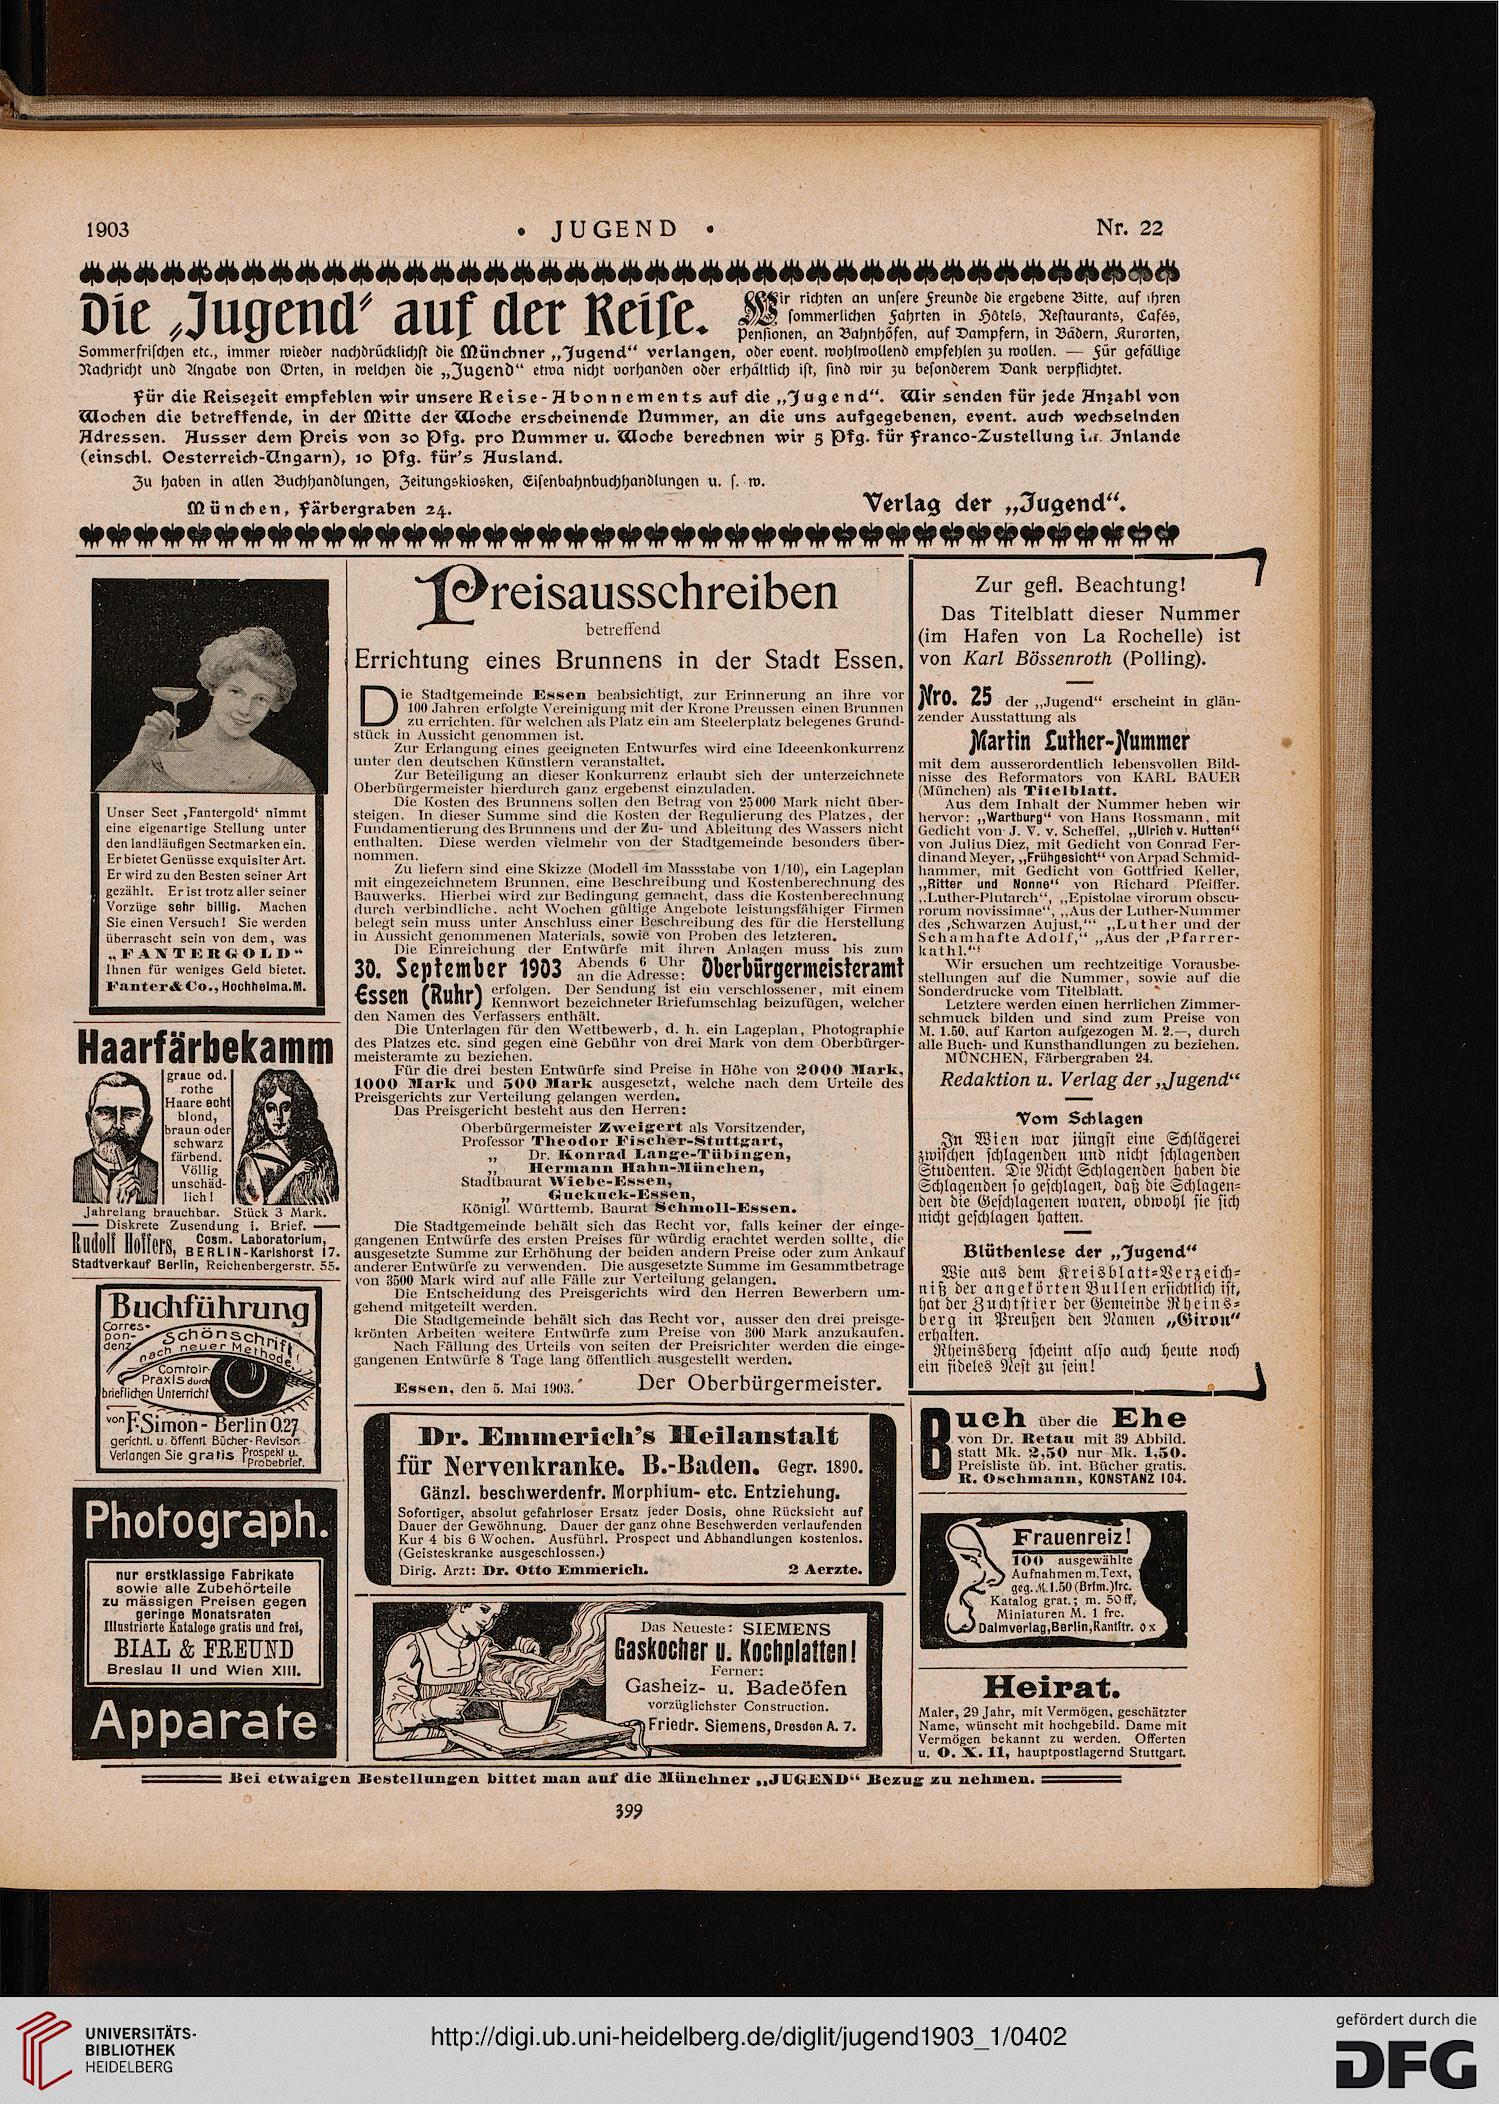 1903
• JUGEND •
Nr. 22
Die „Jugend“ auf der Reise.
Wir richten an unsere Freunde die ergebene Bitte, auf ihren
sommerlichen Fahrten in Hôtels, Restaurants, Cafés,
Pensionen, an Bahnhöfen, auf Dampfern, in Bädern, Kurorten,
Sommerfrischen etc., immer wieder nachdrücklichst die Münchner „Jugend“ verlangen, oder event. wohlwollend empfehlen zu wollen. — Für gefällige
Nachricht und Angabe von Orten, in welchen die „Jugend“ etwa nicht vorhanden oder erhältlich ist, sind wir zu besonderem Dank verpflichtet.
Für die Reisezeit empfehlen wir unsere Reise-Abonnements auf die „Jugend“. Wir senden für jede Anzahl von
Wochen die betreffende, in der Mitte der Woche erscheinende Nummer, an die uns aufgegebenen, event. auch wechselnden
Adressen. Ausser dem Preis von 30 Pfg. pro Nummer u. Woche berechnen wir 5 Pfg. für Franco-Zustellung im Inlande
(einschl. Oesterreich-Ungarn), 10 Pfg. für's Ausland.
Zu haben in allen Buchhandlungen, Zeitungskiosken, Eisenbahnbuchhandlungen u. s. w.
München, Färbergraben 24.
Verlag der „Jugend“.
Unser Sect ‚Fantergold‘ nimmt
eine eigenartige Stellung unter
den landläufigen Sectmarken ein.
Er bietet Genüsse exquisiter Art.
Er wird zu den Besten seiner Art
gezählt. Er ist trotz aller seiner
Vorzüge sehr billig. Machen
Sie einen Versuch! Sie werden
überrascht sein von dem, was
„FANTERGOLD“
Ihnen für weniges Geld bietet.
Fanter&Co., Hochheim a. M.
Haarfärbekamm
graue od.
rothe
Haare echt
blond,
braun oder
schwarz
färbend.
Völlig
unschäd-
lich!
Jahrelang brauchbar. Stück 3 Mark.
Diskrete Zusendung i. Brief.
Rudolf Hoffers, Cosm. Laboratorium,
BERLIN-Karlshorst 17.
Stadtverkauf Berlin, Reichenbergerstr. 55.
Buchführung
Corres-
pon-
denz
Schönschrift
nach neuer Methode.
Comtoir-
Praxis durch
brieflichen Unterricht
von F. Simon - Berlin O.27
gerichtl. u. öffentl. Bücher-Revisor.
Verlangen Sie gratis Prospekt u.
Probebrief.
Photograph.
nur erstklassige Fabrikate
sowie alle Zubehörteile
zu mässigen Preisen gegen
geringe Monatsraten
Illustrierte Kataloge gratis und frei,
BIAL & FREUND
Breslau II und Wien XIII.
Apparate
Preisausschreiben
betreffend
Errichtung eines Brunnens in der Stadt Essen.
Die Stadtgemeinde Essen beabsichtigt, zur Erinnerung an ihre vor
100 Jahren erfolgte Vereinigung mit der Krone Preussen einen Brunnen
zu errichten, für welchen als Platz ein am Steelerplatz belegenes Grund-
stück in Aussicht genommen ist.
Zur Erlangung eines geeigneten Entwurfes wird eine Ideeenkonkurrenz
unter den deutschen Künstlern veranstaltet.
Zur Beteiligung an dieser Konkurrenz erlaubt sich der unterzeichnete
Oberbürgermeister hierdurch ganz ergebenst einzuladen.
Die Kosten des Brunnens sollen den Betrag von 25000 Mark nicht über-
steigen. In dieser Summe sind die Kosten der Regulierung des Platzes, der
Fundamentierung des Brunnens und der Zu- und Ableitung des Wassers nicht
enthalten. Diese werden vielmehr von der Stadtgemeinde besonders über-
nommen.
Zu liefern sind eine Skizze (Modell im Massstabe von 1/10), ein Lageplan
mit eingezeichnetem Brunnen, eine Beschreibung und Kostenberechnung des
Bauwerks. Hierbei wird zur Bedingung gemacht, dass die Kostenberechnung
durch verbindliche, acht Wochen gültige Angebote leistungsfähiger Firmen
belegt sein muss unter Anschluss einer Beschreibung des für die Herstellung
in Aussicht genommenen Materials, sowie von Proben des letzteren.
Die Einreichung der Entwürfe mit ihren Anlagen muss bis zum
30. September 1903 Abends 6 Uhr an die Adresse: Oberbürgermeisteramt
Essen (Ruhr) erfolgen. Der Sendung ist ein verschlossener, mit einem
Kennwort bezeichneter Briefumschlag beizufügen, welcher
den Namen des Verfassers enthält.
Die Unterlagen für den Wettbewerb, d. h. ein Lageplan, Photographie
des Platzes etc. sind gegen eine Gebühr von drei Mark von dem Oberbürger-
meisteramte zu beziehen.
Für die drei besten Entwürfe sind Preise in Höhe von 2000 Mark,
1000 Mark und 500 Mark ausgesetzt, welche nach dem Urteile des
Preisgerichts zur Verteilung gelangen werden.
Das Preisgericht besteht aus den Herren:
Oberbürgermeister Zweigert als Vorsitzender,
Professor Theodor Fischer-Stuttgart,
„ Dr. Konrad Lange-Tübingen,
„ Hermann Hahn-München,
Stadtbaurat Wiebe-Essen,
„ Guckuck-Essen,
Königl. Württemb. Baurat Schmoll-Essen.
Die Stadtgemeinde behält sich das Recht vor, falls keiner der einge-
gangenen Entwürfe des ersten Preises für würdig erachtet werden sollte, die
ausgesetzte Summe zur Erhöhung der beiden andern Preise oder zum Ankauf
anderer Entwürfe zu verwenden. Die ausgesetzte Summe im Gesammtbetrage
von 3500 Mark wird auf alle Fälle zur Verteilung gelangen.
Die Entscheidung des Preisgerichts wird den Herren Bewerbern um-
gehend mitgeteilt werden.
Die Stadtgemeinde behält sich das Recht vor, ausser den drei preisge-
krönten Arbeiten weitere Entwürfe zum Preise von 300 Mark anzukaufen.
Nach Fällung des Urteils von seiten der Preisrichter werden die einge-
gangenen Entwürfe 8 Tage lang öffentlich ausgestellt werden.
Essen, den 5. Mai 1903. Der Oberbürgermeister.
Dr. Emmerich's Heilanstalt
für Nervenkranke. B.-Baden. Gegr. 1890.
Gänzl. beschwerdenfr. Morphium- etc. Entziehung.
Sofortiger, absolut gefahrloser Ersatz jeder Dosis, ohne Rücksicht auf
Dauer der Gewöhnung. Dauer der ganz ohne Beschwerden verlaufenden
Kur 4 bis 6 Wochen. Ausführl. Prospect und Abhandlungen kostenlos.
(Geisteskranke ausgeschlossen.)
Dirig. Arzt: Dr. Otto Emmerich. 2 Aerzte.
Das Neueste: SIEMENS
Gaskocher u. Kochplatten!
Ferner:
Gasheiz- u. Badeöfen
vorzüglichster Construction.
Friedr. Siemens, Dresden A. 7.
Zur gefl. Beachtung!
Das Titelblatt dieser Nummer
(im Hafen von La Rochelle) ist
von Karl Bössenroth (Polling).
Nro. 25 der „Jugend“ erscheint in glän-
zender Ausstattung als
Martin Luther-Nummer
mit dem ausserordentlich lebensvollen Bild-
nisse des Reformators von KARL BAUER
(München) als Titelblatt.
Aus dem Inhalt der Nummer heben wir
hervor: „Wartburg“ von Hans Rossmann, mit
Gedicht von J. V. v. Scheffel, „Ulrich v. Hutten“
von Julius Diez, mit Gedicht von Conrad Fer-
dinand Meyer, „Frühgesicht“ von Arpad Schmid-
hammer, mit Gedicht von Gottfried Keller,
„Ritter und Nonne“ von Richard Pfeiffer.
„Luther-Plutarch“, „Epistolae virorum obscu-
rorum novissimae“, „Aus der Luther-Nummer
des ‚Schwarzen Aujust,‘“ „Luther und der
Schamhafte Adolf,“ „Aus der ‚Pfarrer-
kathl.‘“
Wir ersuchen um rechtzeitige Vorausbe-
stellungen auf die Nummer, sowie auf die
Sonderdrucke vom Titelblatt.
Letztere werden einen herrlichen Zimmer-
schmuck bilden und sind zum Preise von
M. 1.50, auf Karton aufgezogen M. 2.—, durch
alle Buch- und Kunsthandlungen zu beziehen.
MÜNCHEN, Färbergraben 24.
Redaktion u. Verlag der „Jugend“
Vom Schlagen
In Wien war jüngst eine Schlägerei
zwischen schlagenden und nicht schlagenden
Studenten. Die Nicht Schlagenden haben die
Schlagenden so geschlagen, daß die Schlagen-
den die Geschlagenen waren, obwohl sie sich
nicht geschlagen hatten.
Blüthenlese der „Jugend“
Wie aus dem Kreisblatt-Verzeich-
niß der angekörten Bullen ersichtlich ist,
hat der Zuchtstier der Gemeinde Rheins-
berg in Preußen den Namen „Giron“
erhalten.
Rheinsberg scheint also auch heute noch
ein fideles Nest zu sein!
Buch über die Ehe
von Dr. Retau mit 39 Abbild.
statt Mk. 2,50 nur Mk. 1,50.
Preisliste üb. int. Bücher gratis.
R. Oschmann, KONSTANZ 104.
Frauenreiz!
100 ausgewählte
Aufnahmen m. Text,
geg. M. 1.50 (Brfm.) frc.
Katalog grat.; m. 50 ff.
Miniaturen M. 1 frc.
Dalmverlag, Berlin, Kantstr. 0x
Heirat.
Maler, 29 Jahr, mit Vermögen, geschätzter
Name, wünscht mit hochgebild. Dame mit
Vermögen bekannt zu werden. Offerten
u. O. X. 11, hauptpostlagernd Stuttgart.
Bei etwaigen Bestellungen bittet man auf die Münchner „JUGEND“ Bezug zu nehmen.
399
UNIVERSITÄTS-
BIBLIOTHEK
HEIDELBERG
http://digi.ub.uni-heidelberg.de/diglit/jugend1903_1/0402
gefördert durch die
DFG